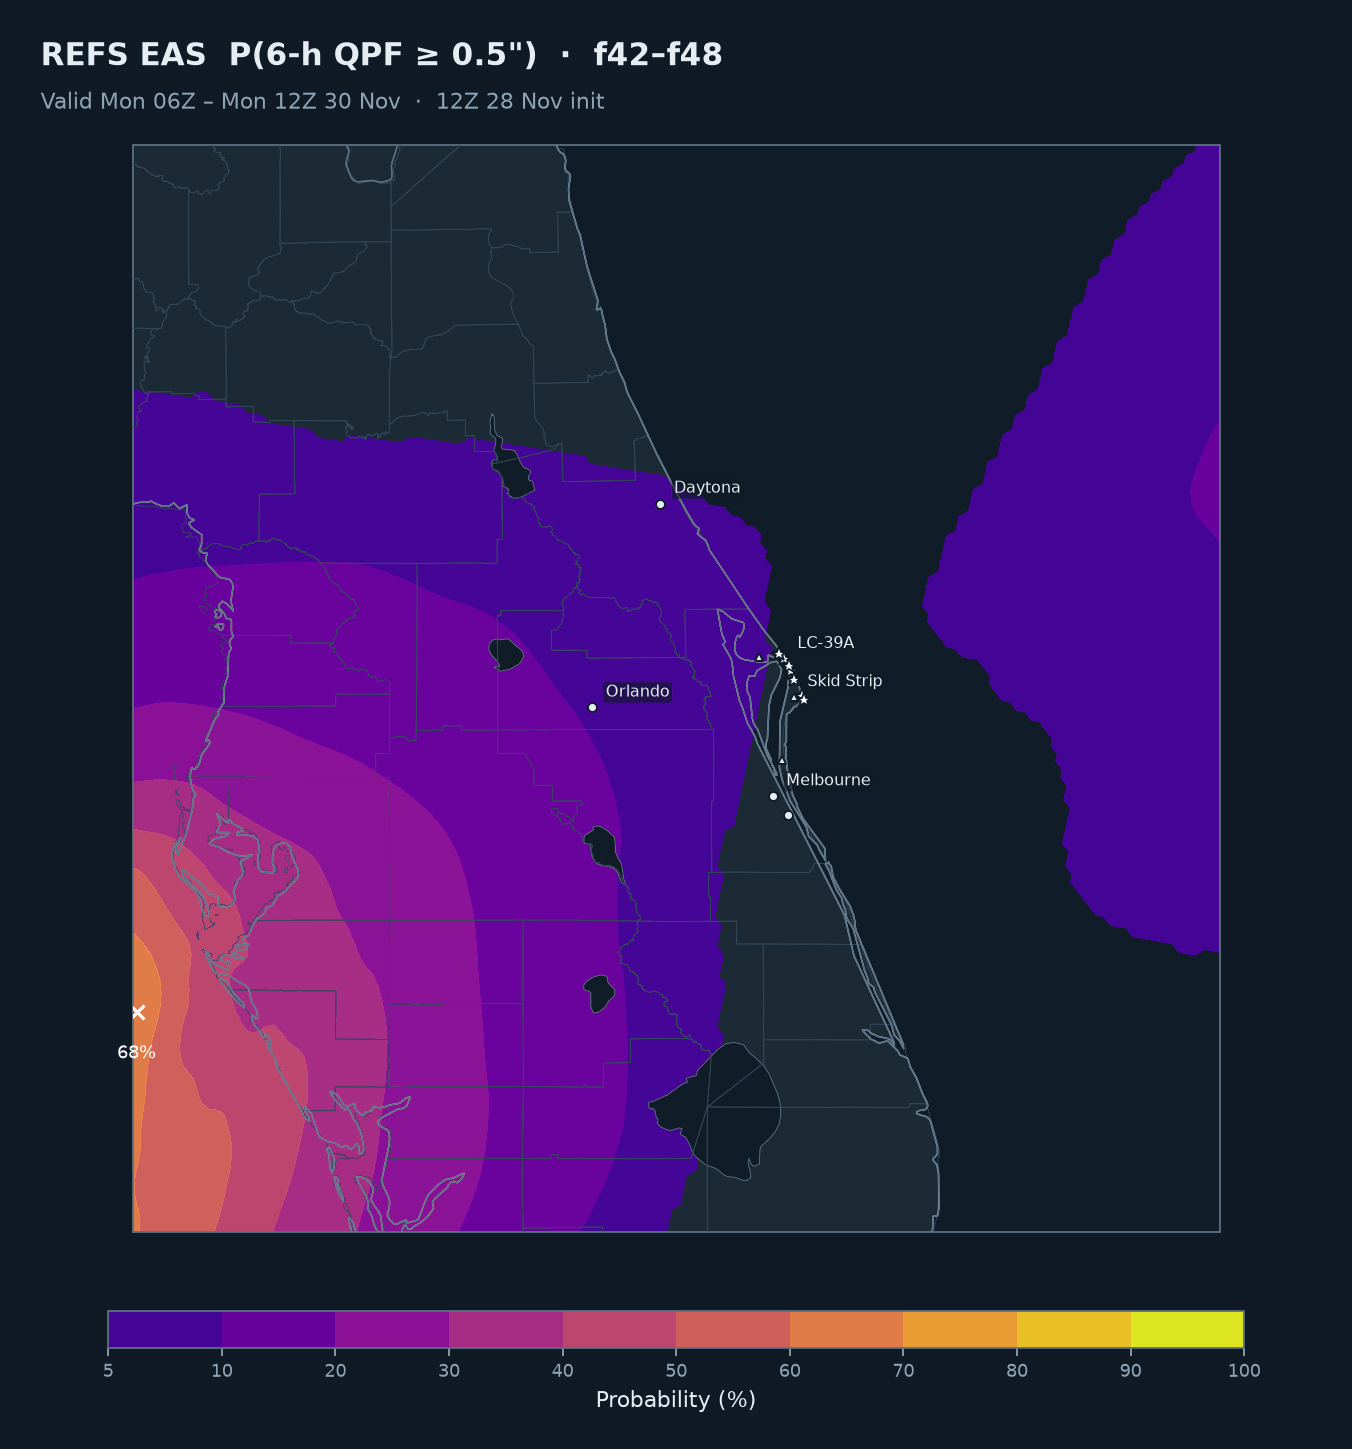 REFS EAS  P(6-h QPF ≥ 0.5")  ·  f42–f48
Valid Mon 06Z – Mon 12Z 30 Nov  ·  12Z 28 Nov init
Daytona
LC-39A
Skid Strip
Orlando
Melbourne
68%
5 10 20 30 40 50 60 70 80 90 100
Probability (%)